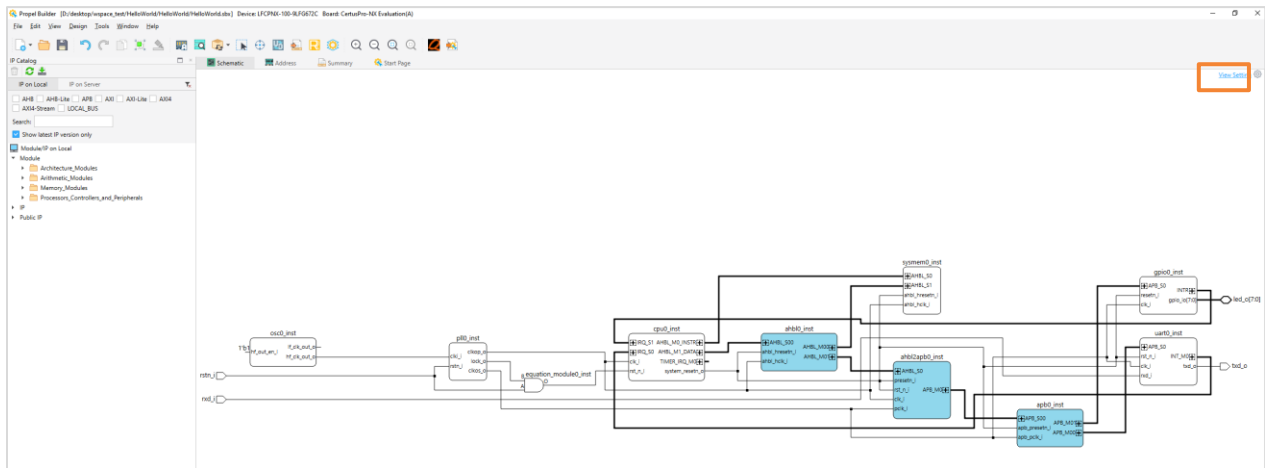 Propel Builder [D:/desktop/wspace_test/HelloWorld/HelloWorld/HelloWorld.sbx] Device: LFCPNX-100-9LFG672C Board: CertusPro-NX Evaluation(A)
File Edit View Design Tools Window Help
IP Catalog
Schematic Address Summary Start Page
View Settin
IP on Local IP on Server
AHB AHB-Lite APB AXI AXI-Lite AXI4
AXI4-Stream LOCAL_BUS
Search:
Show latest IP version only
Module/IP on Local
Module
Architecture_Modules
Arithmetic_Modules
Memory_Modules
Processors_Controllers_and_Peripherals
IP
Public IP
sysmem0_inst
AHBL_S0
AHBL_S1
ahbl_hresetn_i
ahbl_hclk_i
gpio0_inst
APB_S0 INTR
resetn_i gpio_io[7:0]
clk_i
led_o[7:0]
osc0_inst
1'b1 hf_out_en_i lf_clk_out_o
hf_clk_out_o
pll0_inst
clki_i clkop_o
rstn_i lock_o
clkos_o
rstn_i
rxd_i
equation_module0_inst
B O
A
cpu0_inst
IRQ_S1 AHBL_M0_INSTR
IRQ_S0 AHBL_M1_DATA
clk_i TIMER_IRQ_M0
rst_n_i system_resetn_o
ahbl0_inst
AHBL_S00 AHBL_M00
ahbl_hresetn_i AHBL_M01
ahbl_hclk_i
ahbl2apb0_inst
AHBL_S0
presetn_i
rst_n_i APB_M0
clk_i
pclk_i
uart0_inst
APB_S0
rst_n_i INT_M0
clk_i txd_o
rxd_i
txd_o
apb0_inst
APB_S00 APB_M01
apb_presetn_i APB_M00
apb_pclk_i